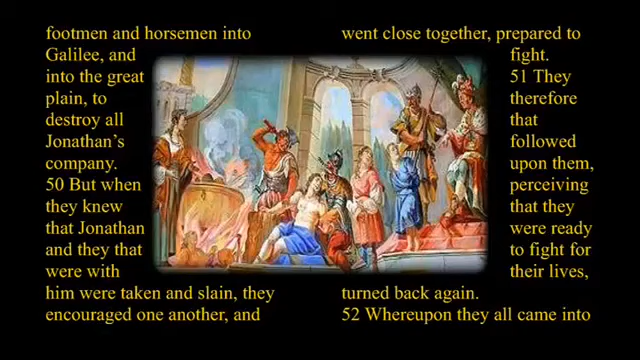 footmen and horsemen into
Galilee, and
into the great
plain, to
destroy all
Jonathan’s
company.
50 But when
they knew
that Jonathan
and they that
were with
him were taken and slain, they
encouraged one another, and
went close together, prepared to
fight.
51 They
therefore
that
followed
upon them,
perceiving
that they
were ready
to fight for
their lives,
turned back again.
52 Whereupon they all came into